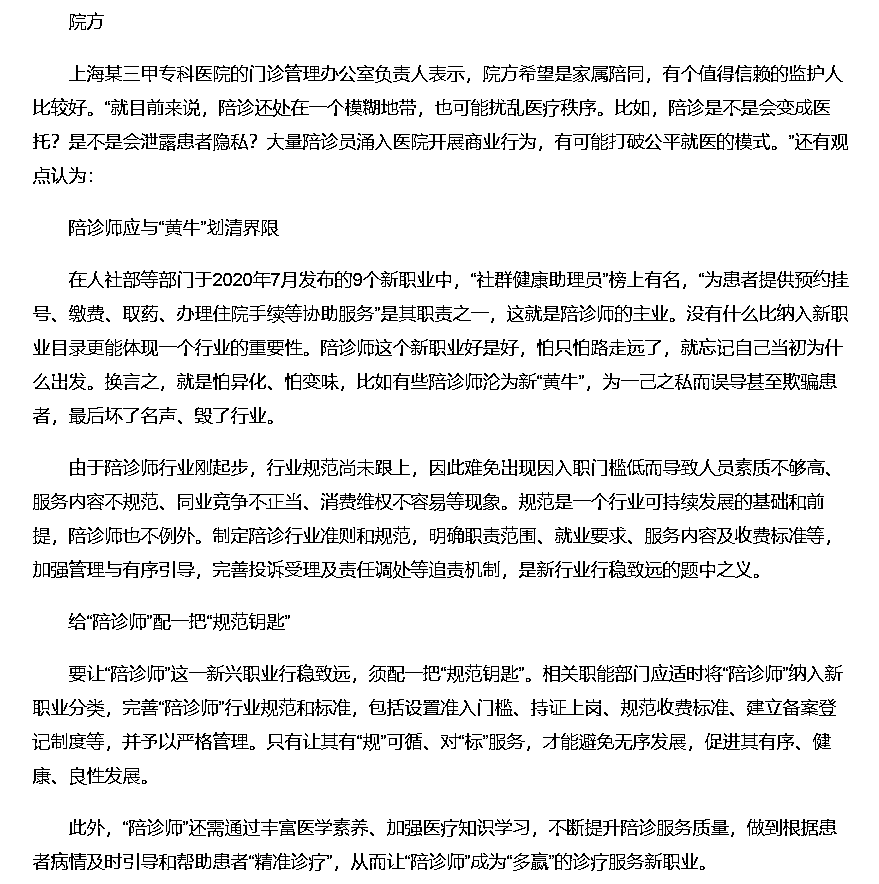 院方
上海某三甲专科医院的门诊管理办公室负责人表示，院方希望是家属陪同，有个值得信赖的监护人
比较好。“就目前来说，陪诊还处在一个模糊地带，也可能扰乱医疗秩序。比如，陪诊是不是会变成医
托？是不是会泄露患者隐私？大量陪诊员涌入医院开展商业行为，有可能打破公平就医的模式。”还有观
点认为：
陪诊师应与“黄牛”划清界限
在人社部等部门于2020年7月发布的9个新职业中，“社群健康助理员”榜上有名，“为患者提供预约挂
号、缴费、取药、办理住院手续等协助服务”是其职责之一，这就是陪诊师的主业。没有什么比纳入新职
业目录更能体现一个行业的重要性。陪诊师这个新职业好是好，怕只怕路走远了，就忘记自己当初为什
么出发。换言之，就是怕异化、怕变味，比如有些陪诊师沦为新“黄牛”，为一己之私而误导甚至欺骗患
者，最后坏了名声、毁了行业。
由于陪诊师行业刚起步，行业规范尚未跟上，因此难免出现因入职门槛低而导致人员素质不够高、
服务内容不规范、同业竞争不正当、消费维权不容易等现象。规范是一个行业可持续发展的基础和前
提，陪诊师也不例外。制定陪诊行业准则和规范，明确职责范围、就业要求、服务内容及收费标准等，
加强管理与有序引导，完善投诉受理及责任调处等追责机制，是新行业行稳致远的题中之义。
给“陪诊师”配一把“规范钥匙”
要让“陪诊师”这一新兴职业行稳致远，须配一把“规范钥匙”。相关职能部门应适时将“陪诊师”纳入新
职业分类，完善“陪诊师”行业规范和标准，包括设置准入门槛、持证上岗、规范收费标准、建立备案登
记制度等，并予以严格管理。只有让其有“规”可循、对“标”服务，才能避免无序发展，促进其有序、健
康、良性发展。
此外，“陪诊师”还需通过丰富医学素养、加强医疗知识学习，不断提升陪诊服务质量，做到根据患
者病情及时引导和帮助患者“精准诊疗”，从而让“陪诊师”成为“多赢”的诊疗服务新职业。